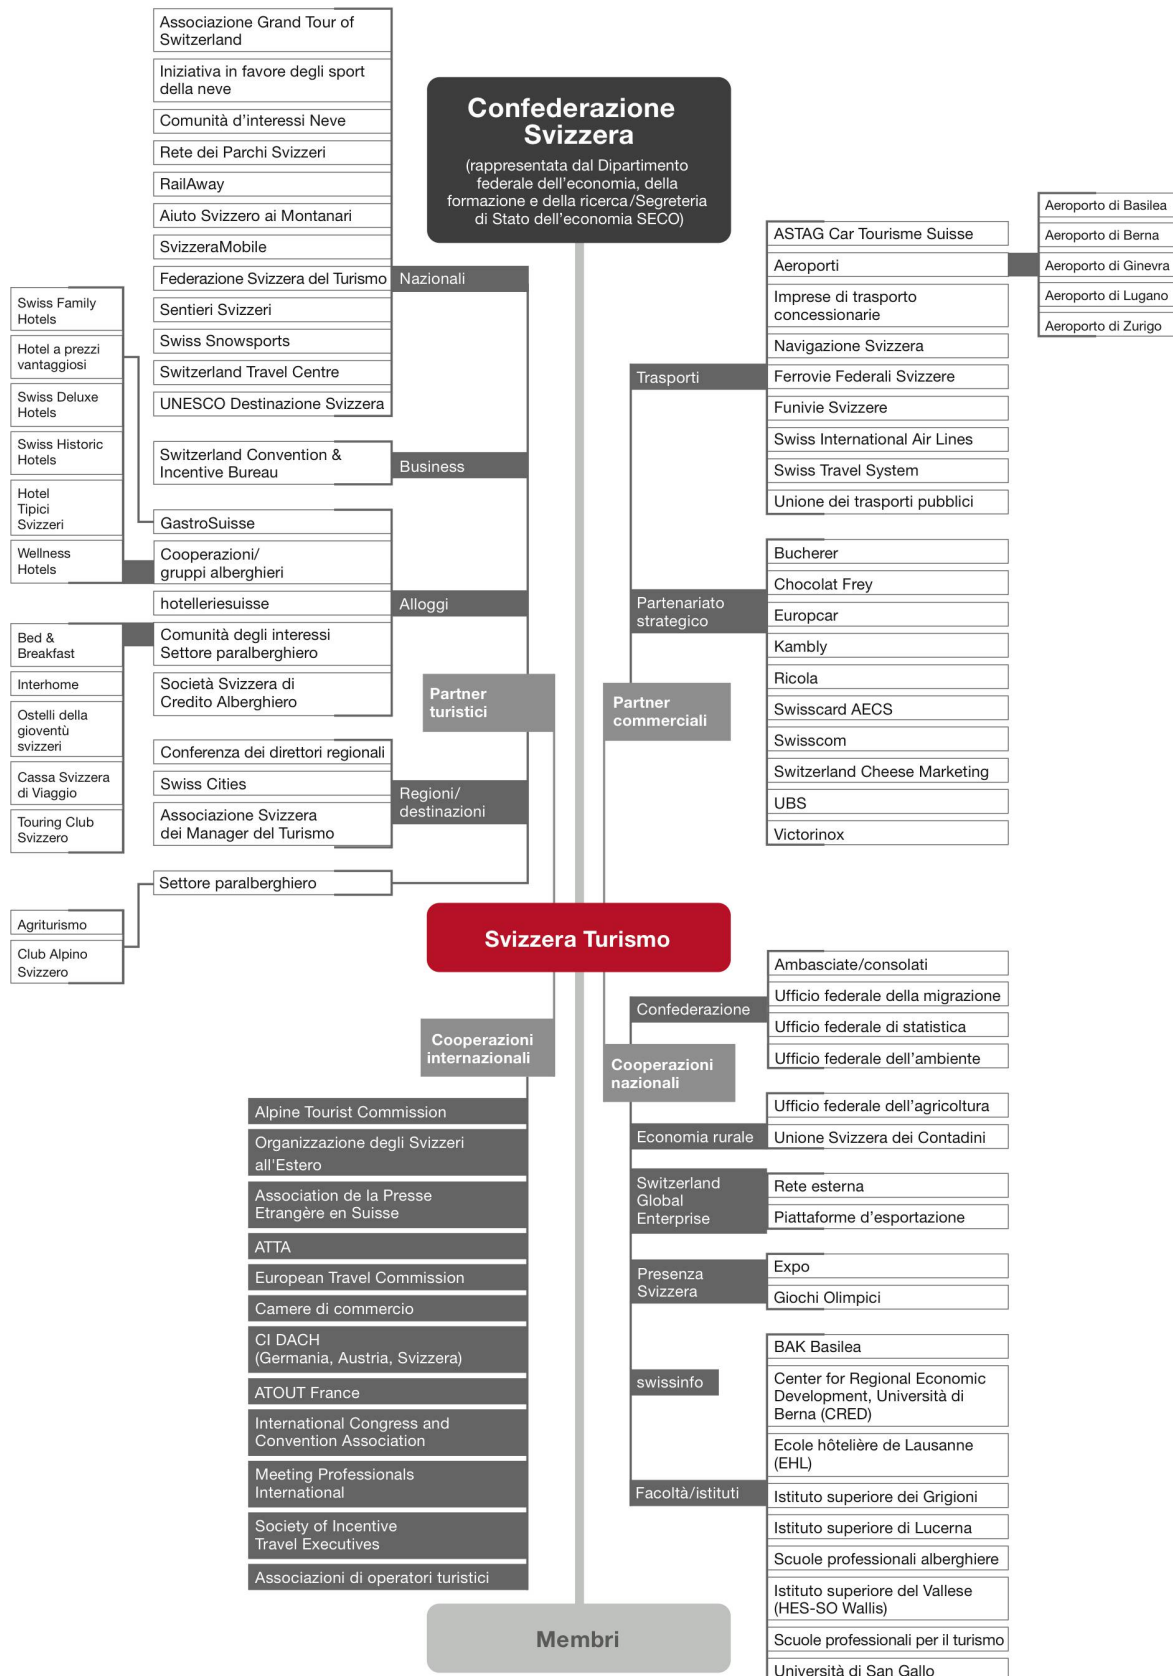 Associazione Grand Tour of
Switzerland
Iniziativa in favore degli sport
della neve
Comunità d'interessi Neve
Rete dei Parchi Svizzeri
RailAway
Aiuto Svizzero ai Montanari
SvizzeraMobile
Federazione Svizzera del Turismo
Sentieri Svizzeri
Swiss Snowsports
Switzerland Travel Centre
UNESCO Destinazione Svizzera
Nazionali
Switzerland Convention &
Incentive Bureau
Business
Swiss Family
Hotels
Hotel a prezzi
vantaggiosi
Swiss Deluxe
Hotels
Swiss Historic
Hotels
Hotel
Tipici
Svizzeri
Wellness
Hotels
GastroSuisse
Cooperazioni/
gruppi alberghieri
hotelleriesuisse
Comunità degli interessi
Settore paralberghiero
Società Svizzera di
Credito Alberghiero
Alloggi
Bed &
Breakfast
Interhome
Ostelli della
gioventù
svizzeri
Cassa Svizzera
di Viaggio
Touring Club
Svizzero
Conferenza dei direttori regionali
Swiss Cities
Associazione Svizzera
dei Manager del Turismo
Regioni/
destinazioni
Settore paralberghiero
Agriturismo
Club Alpino
Svizzero
Partner
turistici
Confederazione
Svizzera
(rappresentata dal Dipartimento
federale dell'economia, della
formazione e della ricerca/Segreteria
di Stato dell'economia SECO)
ASTAG Car Tourisme Suisse
Aeroporti
Imprese di trasporto
concessionarie
Navigazione Svizzera
Ferrovie Federali Svizzere
Funivie Svizzere
Swiss International Air Lines
Swiss Travel System
Unione dei trasporti pubblici
Trasporti
Aeroporto di Basilea
Aeroporto di Berna
Aeroporto di Ginevra
Aeroporto di Lugano
Aeroporto di Zurigo
Partenariato
strategico
Bucherer
Chocolat Frey
Europcar
Kambly
Ricola
Swisscard AECS
Swisscom
Switzerland Cheese Marketing
UBS
Victorinox
Partner
commerciali
Svizzera Turismo
Cooperazioni
internazionali
Alpine Tourist Commission
Organizzazione degli Svizzeri
all'Estero
Association de la Presse
Etrangère en Suisse
ATTA
European Travel Commission
Camere di commercio
CI DACH
(Germania, Austria, Svizzera)
ATOUT France
International Congress and
Convention Association
Meeting Professionals
International
Society of Incentive
Travel Executives
Associazioni di operatori turistici
Cooperazioni
nazionali
Confederazione
Ambasciate/consolati
Ufficio federale della migrazione
Ufficio federale di statistica
Ufficio federale dell'ambiente
Economia rurale
Ufficio federale dell'agricoltura
Unione Svizzera dei Contadini
Switzerland
Global
Enterprise
Rete esterna
Piattaforme d'esportazione
Presenza
Svizzera
Expo
Giochi Olimpici
swissinfo
Facoltà/istituti
BAK Basilea
Center for Regional Economic
Development, Università di
Berna (CRED)
Ecole hôtelière de Lausanne
(EHL)
Istituto superiore dei Grigioni
Istituto superiore di Lucerna
Scuole professionali alberghiere
Istituto superiore del Vallese
(HES-SO Wallis)
Scuole professionali per il turismo
Università di San Gallo
Membri